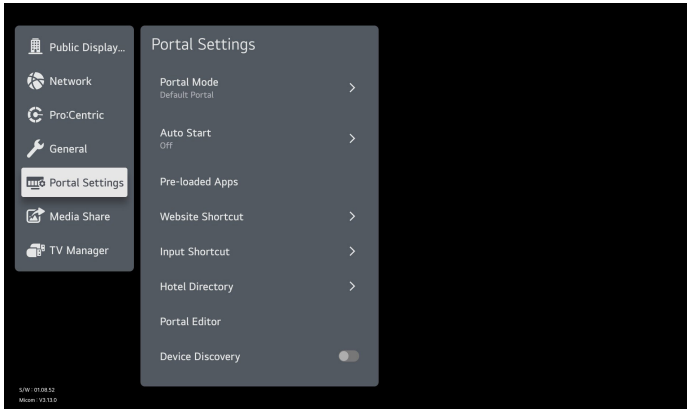 Public Display...
Network
Pro:Centric
General
Portal Settings
Media Share
TV Manager
Portal Settings
Portal Mode
Default Portal
Auto Start
Off
Pre-loaded Apps
Website Shortcut
Input Shortcut
Hotel Directory
Portal Editor
Device Discovery
S/W : 01.08.52
Micom : V3.13.0